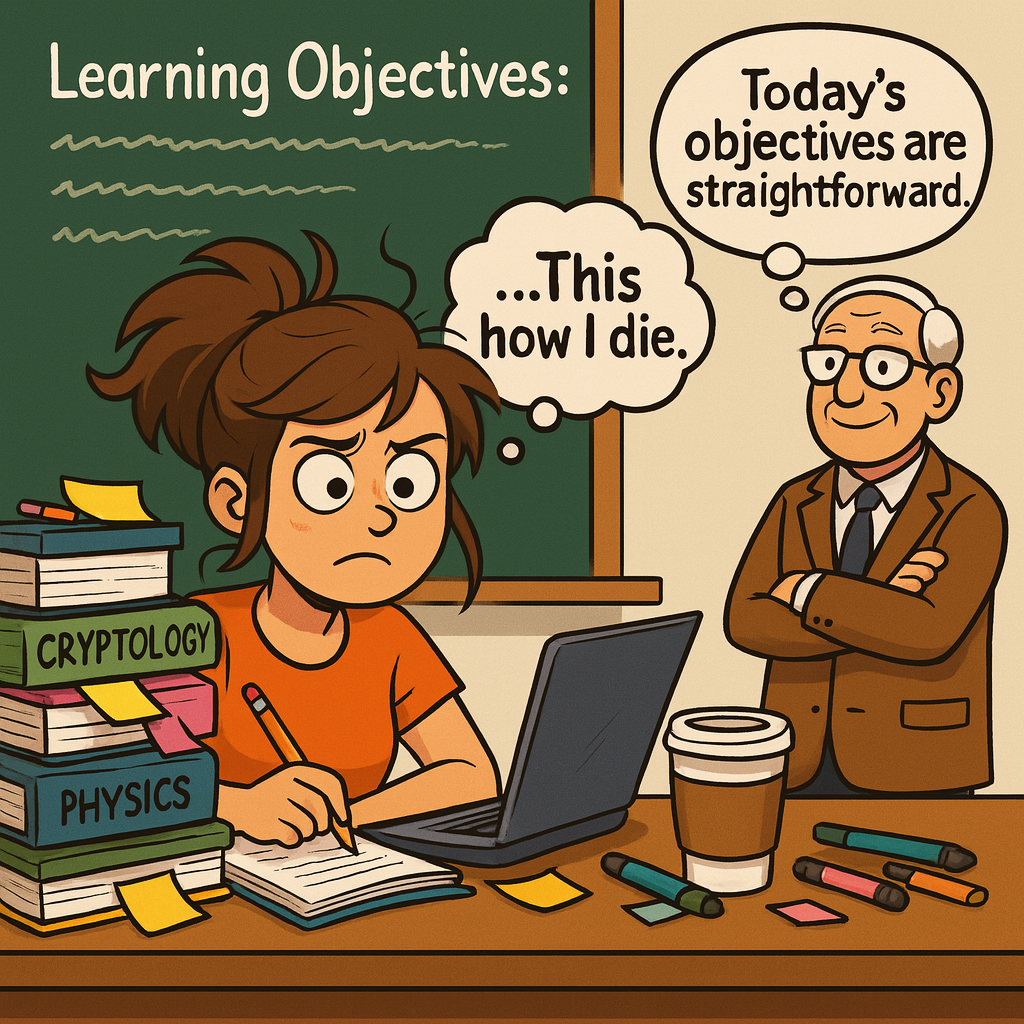 Learning Objectives:
Today's
objectives are
straightforward.
...This
how I die.
CRYPTOLOGY
PHYSICS